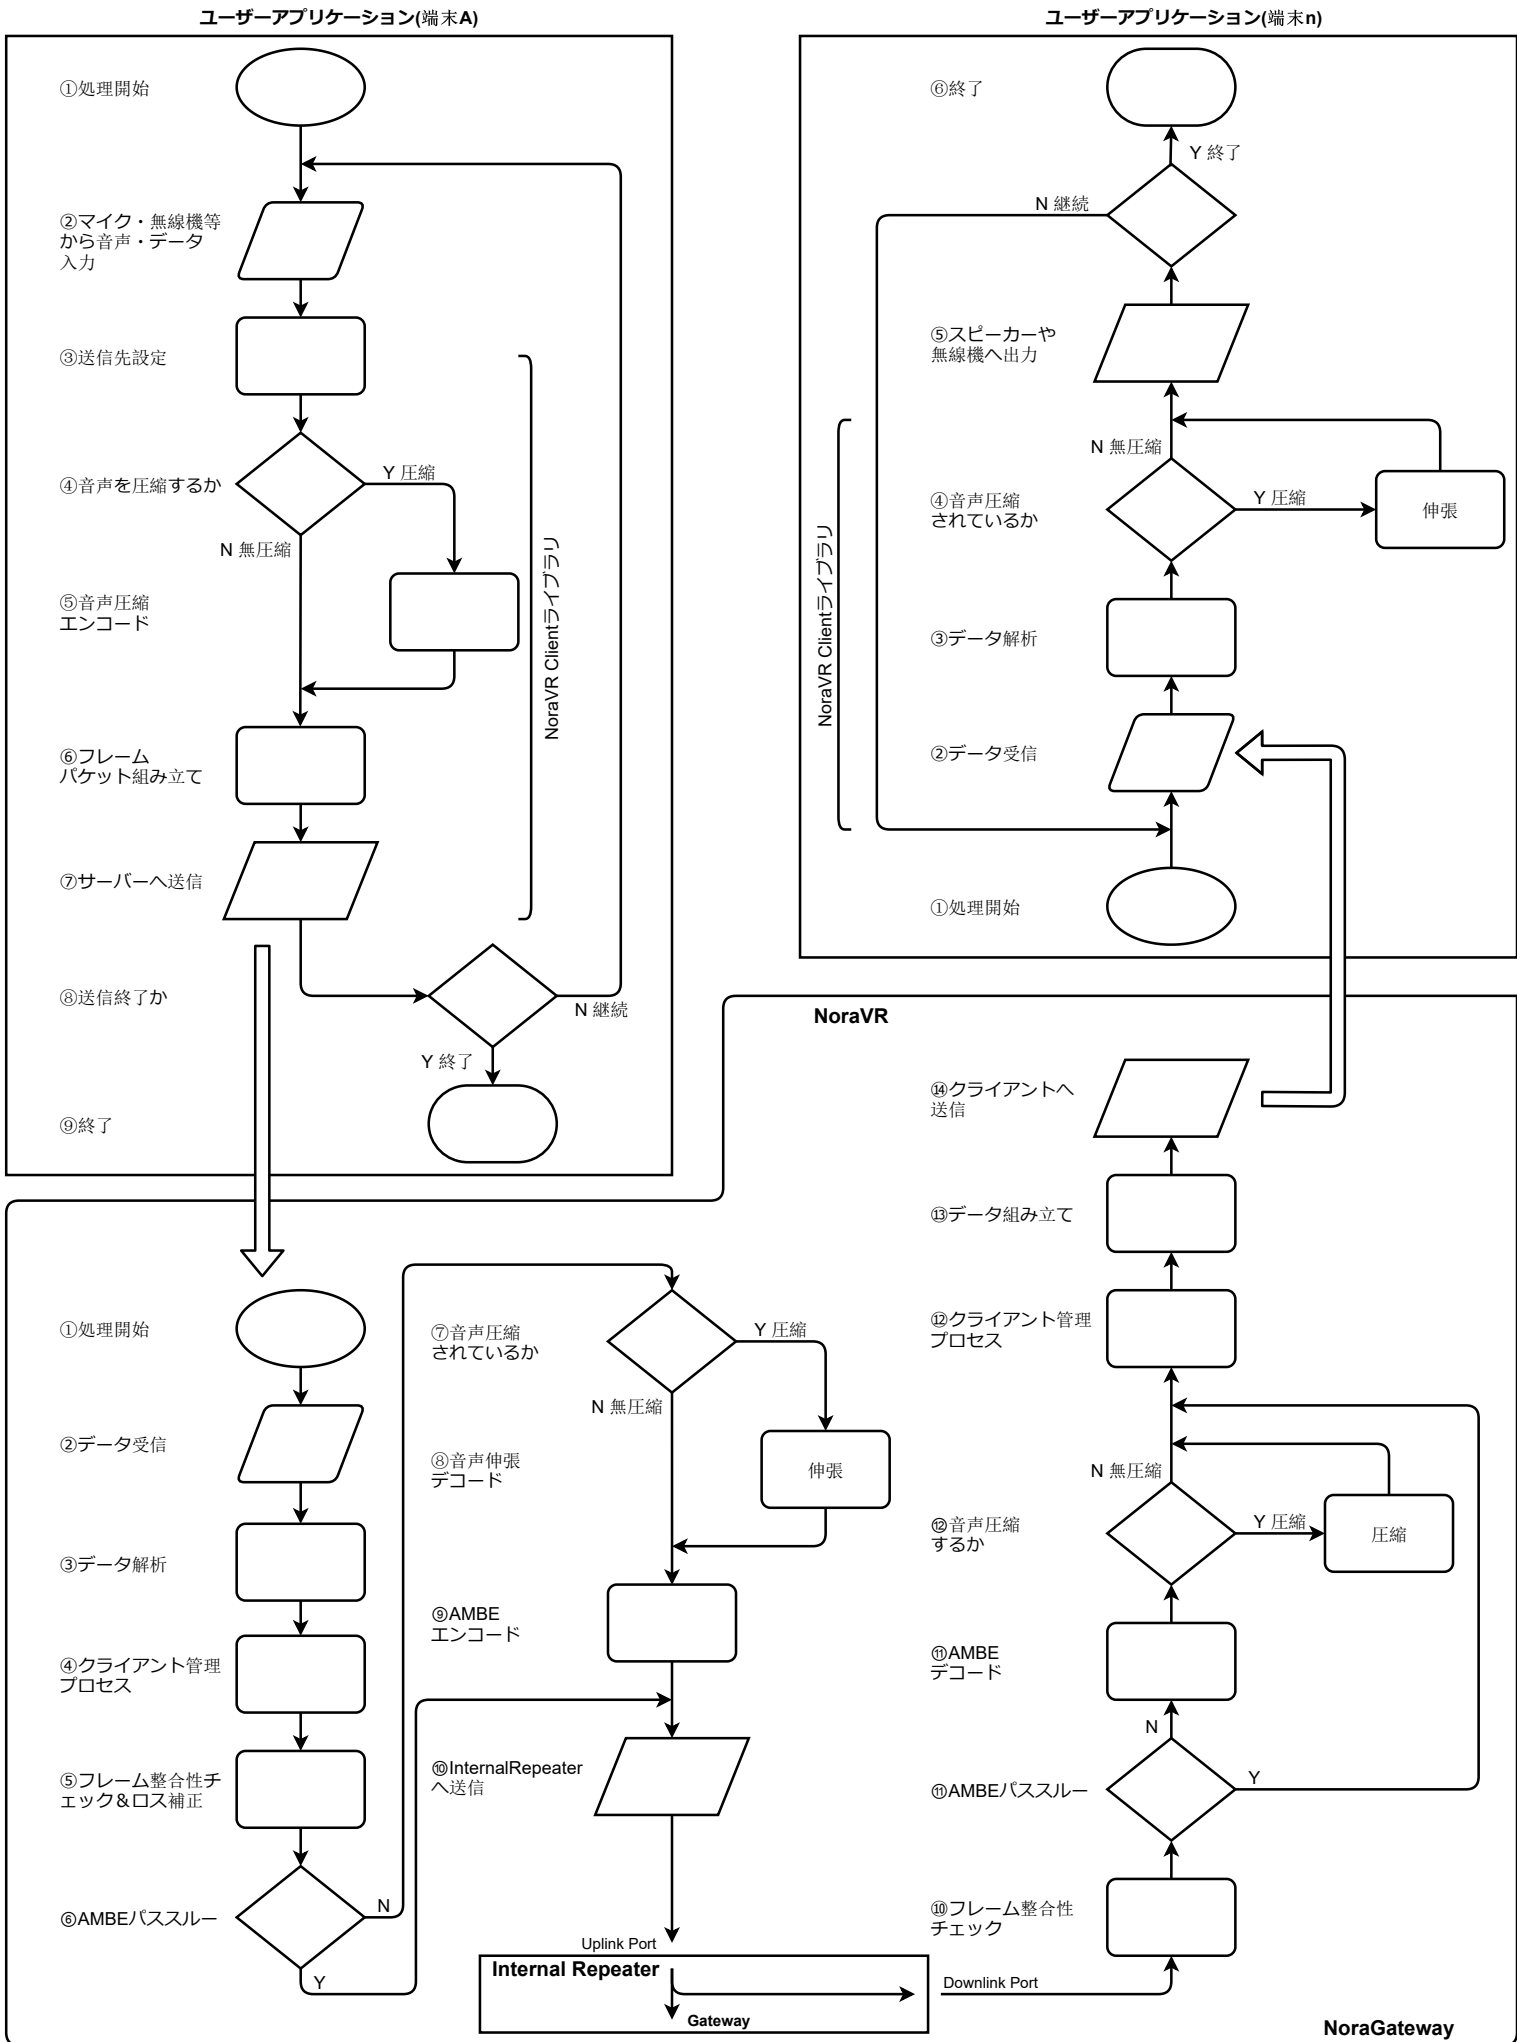 ユーザーアプリケーション(端末A)
①処理開始
②マイク・無線機等
から音声・データ
入力
③送信先設定
④音声を圧縮するか
Y 圧縮
N 無圧縮
⑤音声圧縮
エンコード
⑥フレーム
パケット組み立て
⑦サーバーへ送信
⑧送信終了か
N 継続
Y 終了
⑨終了
NoraVR Clientライブラリ
ユーザーアプリケーション(端末n)
⑥終了
Y 終了
N 継続
⑤スピーカーや
無線機へ出力
N 無圧縮
④音声圧縮
されているか
Y 圧縮
伸張
③データ解析
②データ受信
①処理開始
NoraVR Clientライブラリ
NoraVR
①処理開始
②データ受信
③データ解析
④クライアント管理
プロセス
⑤フレーム整合性チ
ェック＆ロス補正
⑥AMBEパススルー
N
Y
⑦音声圧縮
されているか
Y 圧縮
N 無圧縮
⑧音声伸張
デコード
伸張
⑨AMBE
エンコード
⑩InternalRepeater
へ送信
Uplink Port
Internal Repeater
Gateway
Downlink Port
⑭クライアントへ
送信
⑬データ組み立て
⑫クライアント管理
プロセス
N 無圧縮
⑫音声圧縮
するか
Y 圧縮
圧縮
⑪AMBE
デコード
N
⑪AMBEパススルー
Y
⑩フレーム整合性
チェック
NoraGateway